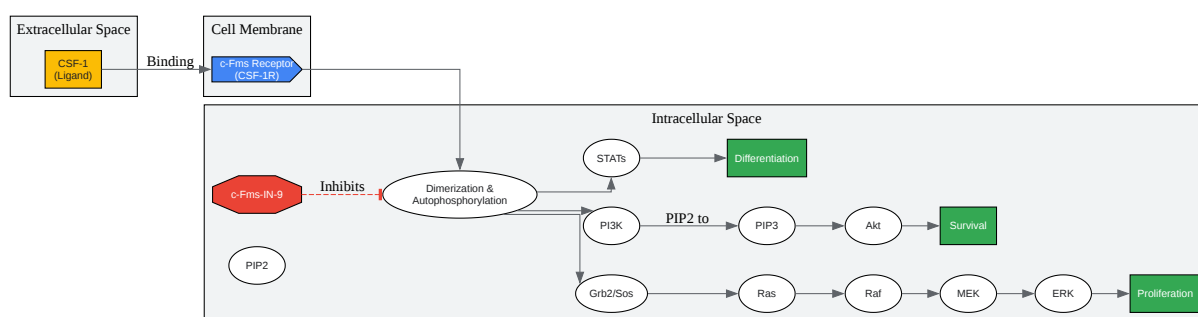 Extracellular Space
CSF-1
(Ligand)
Binding
Cell Membrane
c-Fms Receptor
(CSF-1R)
Intracellular Space
STATs
Differentiation
c-Fms-IN-9
Inhibits
Dimerization &
Autophosphorylation
PI3K
PIP2 to
PIP3
Akt
Survival
PIP2
Grb2/Sos
Ras
Raf
MEK
ERK
Proliferation